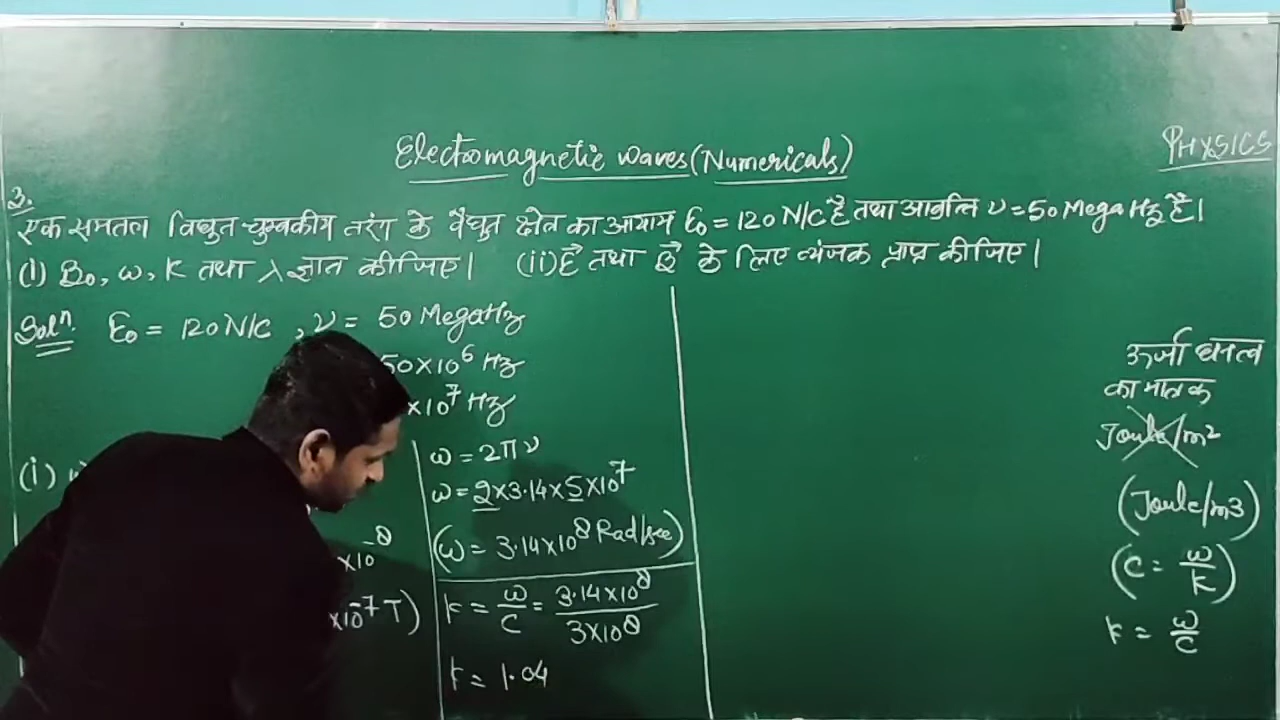 Electromagnetic waves (Numericals)
PHYSICS
3.
एक समतल विद्युत चुम्बकीय तरंग के वैद्युत क्षेत्र का आयाम E₀ = 120 N/C है तथा आवृत्ति ν = 50 Mega Hz है।
(i) B₀, ω, k तथा λ ज्ञात कीजिए। (ii) E⃗ तथा B⃗ के लिए व्यंजक प्राप्त कीजिए।
Solⁿ. E₀ = 120 N/C , ν = 50 MegaHz
50×10⁶ Hz
×10⁷ Hz
(i)
×10⁻⁸
×10⁻⁷ T)
ω = 2πν
ω = 2×3.14×5×10⁷
(ω = 3.14×10⁸ Rad/sec)
k = ω/C = 3.14×10⁸/3×10⁸
k = 1.04
ऊर्जा घनत्व
का मात्रक
Joule/m²
(Joule/m3)
(C = ω/k)
k = ω/C